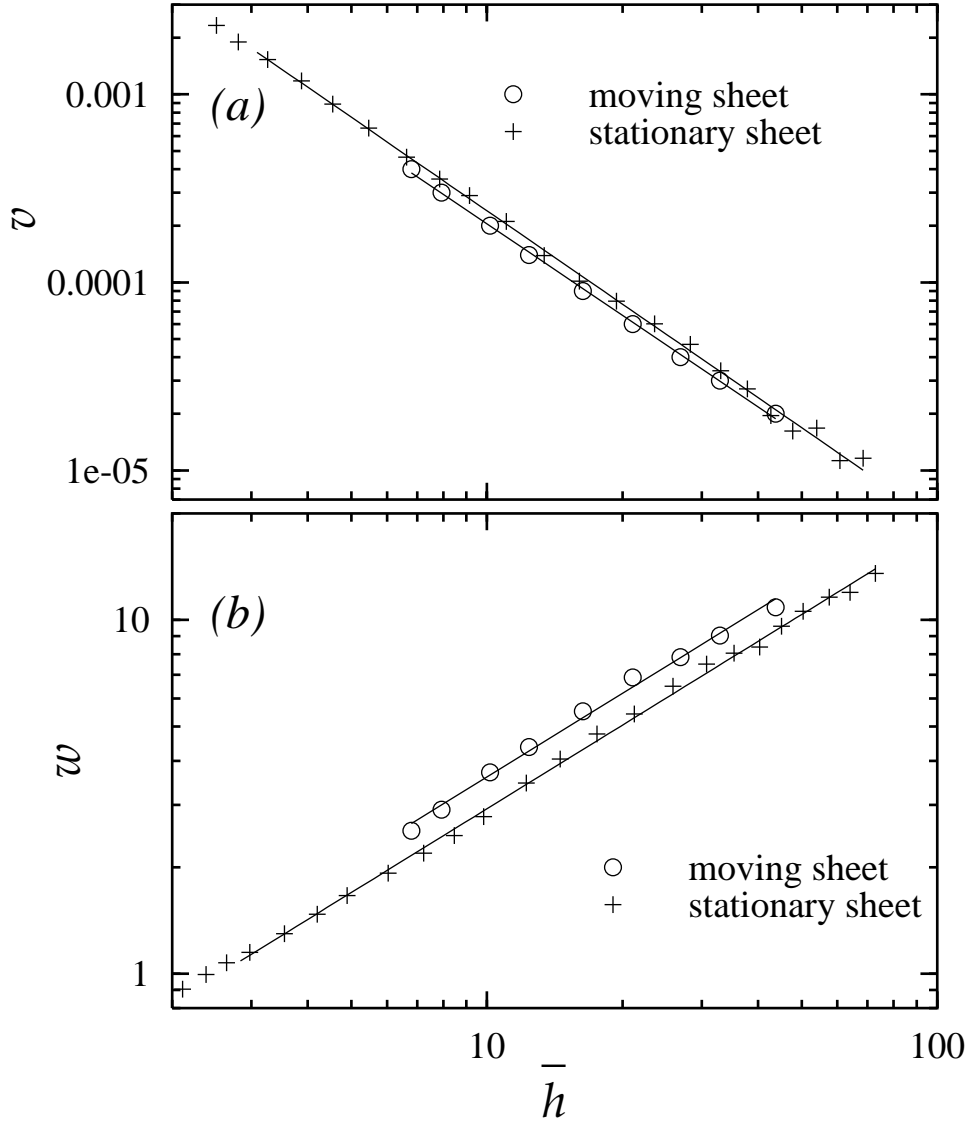 (a)
moving sheet
stationary sheet
0.001
0.0001
1e-05
v
(b)
moving sheet
stationary sheet
10
1
w
10
100
h̅